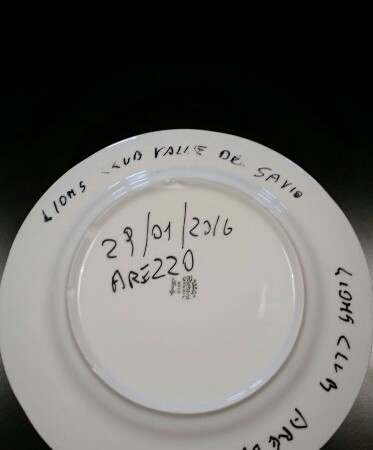 LIONS CLUB VALLE DEL SAVIO
29/01/2016
AREZZO
LIONS CLUB